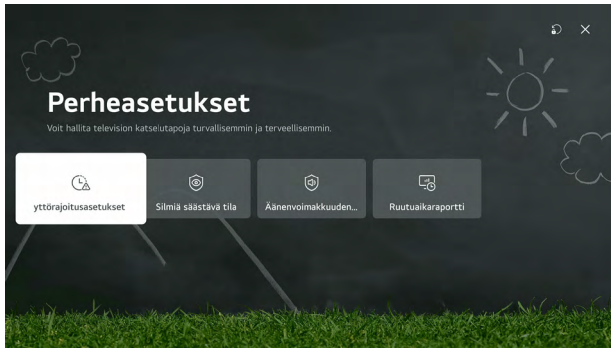 Perheasetukset
Voit hallita television katselutapoja turvallisemmin ja terveellisemmin.
yttörajoitusasetukset
Silmiä säästävä tila
Äänenvoimakkuuden...
Ruutuaikaraportti